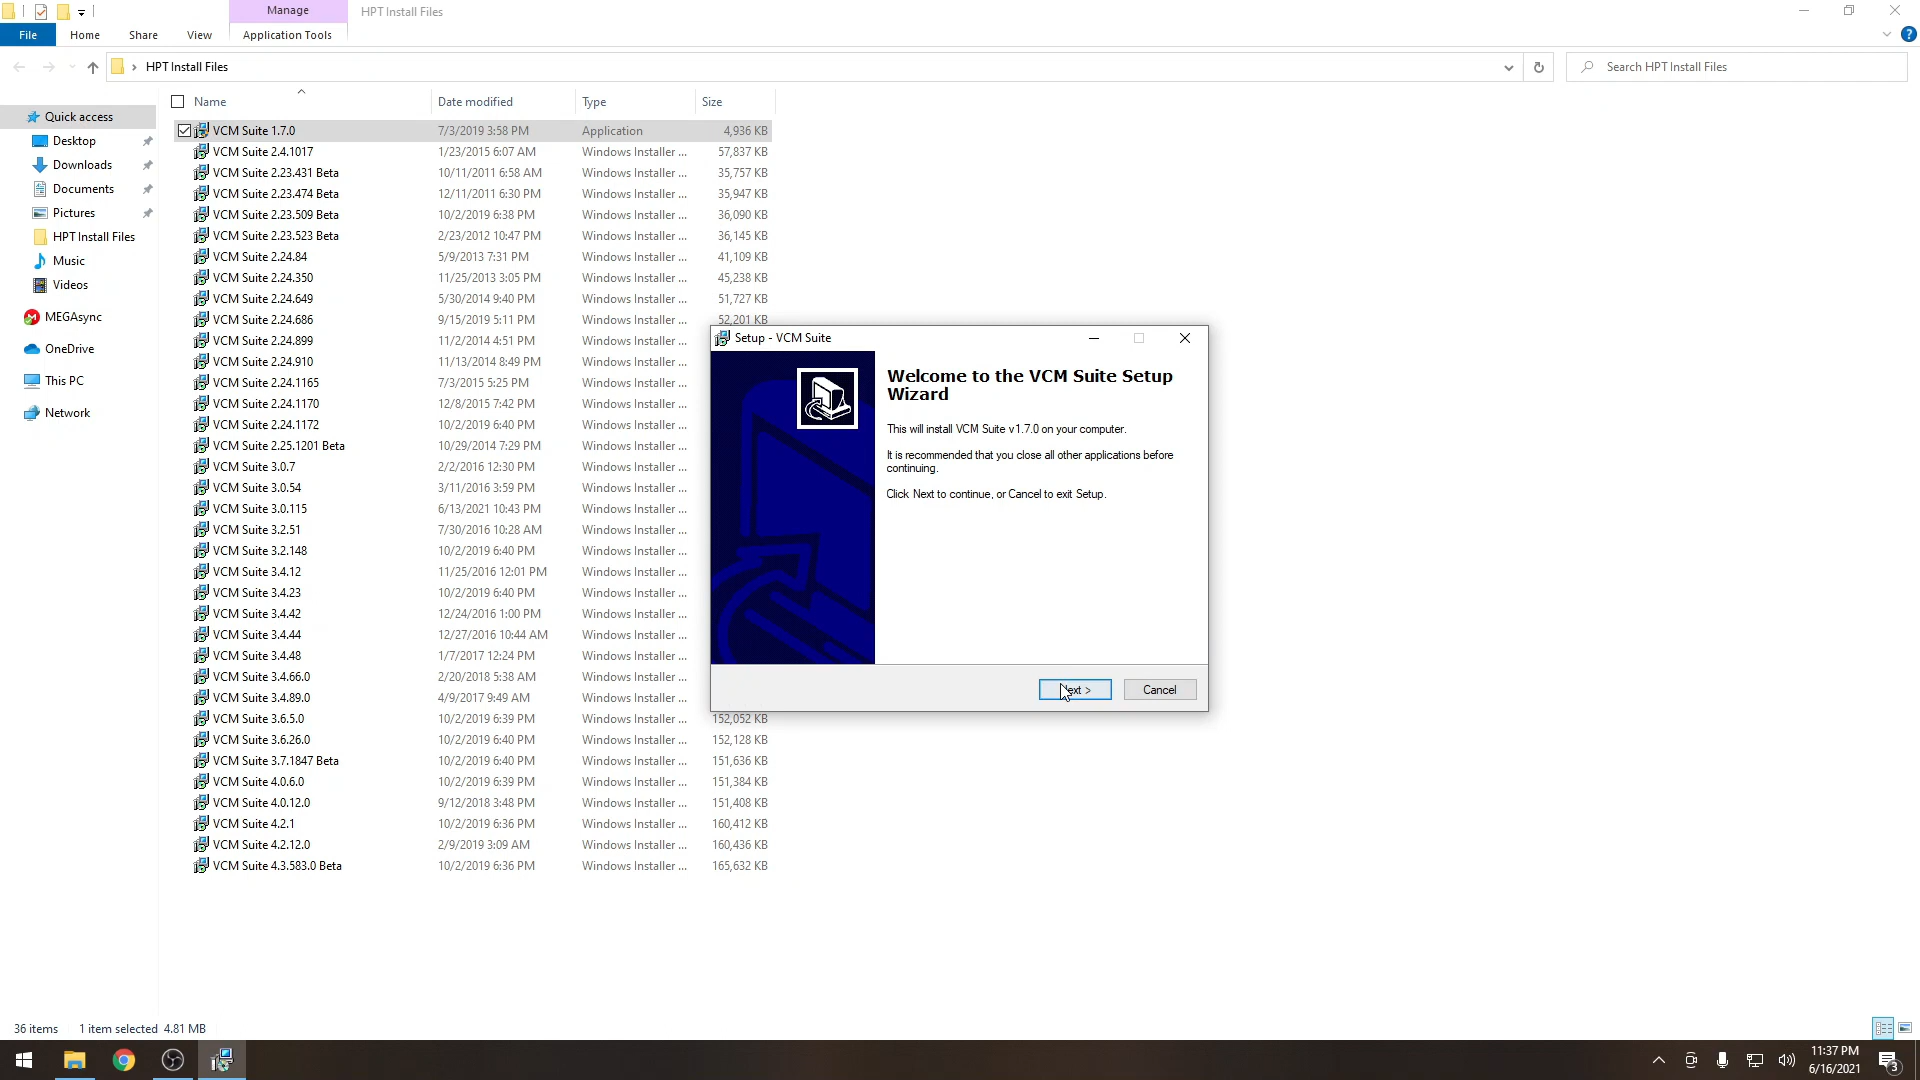 Manage
HPT Install Files
File
Home
Share
View
Application Tools
?
HPT Install Files
Search HPT Install Files
Name
Date modified
Type
Size
Quick access
Desktop
Downloads
Documents
Pictures
HPT Install Files
Music
Videos
MEGAsync
OneDrive
This PC
Network
VCM Suite 1.7.0 7/3/2019 3:58 PM Application 4,936 KB
VCM Suite 2.4.1017 1/23/2015 6:07 AM Windows Installer ... 57,837 KB
VCM Suite 2.23.431 Beta 10/11/2011 6:58 AM Windows Installer ... 35,757 KB
VCM Suite 2.23.474 Beta 12/11/2011 6:30 PM Windows Installer ... 35,947 KB
VCM Suite 2.23.509 Beta 10/2/2019 6:38 PM Windows Installer ... 36,090 KB
VCM Suite 2.23.523 Beta 2/23/2012 10:47 PM Windows Installer ... 36,145 KB
VCM Suite 2.24.84 5/9/2013 7:31 PM Windows Installer ... 41,109 KB
VCM Suite 2.24.350 11/25/2013 3:05 PM Windows Installer ... 45,238 KB
VCM Suite 2.24.649 5/30/2014 9:40 PM Windows Installer ... 51,727 KB
VCM Suite 2.24.686 9/15/2019 5:11 PM Windows Installer ... 52,201 KB
VCM Suite 2.24.899 11/2/2014 4:51 PM Windows Installer ...
VCM Suite 2.24.910 11/13/2014 8:49 PM Windows Installer ...
VCM Suite 2.24.1165 7/3/2015 5:25 PM Windows Installer ...
VCM Suite 2.24.1170 12/8/2015 7:42 PM Windows Installer ...
VCM Suite 2.24.1172 10/2/2019 6:40 PM Windows Installer ...
VCM Suite 2.25.1201 Beta 10/29/2014 7:29 PM Windows Installer ...
VCM Suite 3.0.7 2/2/2016 12:30 PM Windows Installer ...
VCM Suite 3.0.54 3/11/2016 3:59 PM Windows Installer ...
VCM Suite 3.0.115 6/13/2021 10:43 PM Windows Installer ...
VCM Suite 3.2.51 7/30/2016 10:28 AM Windows Installer ...
VCM Suite 3.2.148 10/2/2019 6:40 PM Windows Installer ...
VCM Suite 3.4.12 11/25/2016 12:01 PM Windows Installer ...
VCM Suite 3.4.23 10/2/2019 6:40 PM Windows Installer ...
VCM Suite 3.4.42 12/24/2016 1:00 PM Windows Installer ...
VCM Suite 3.4.44 12/27/2016 10:44 AM Windows Installer ...
VCM Suite 3.4.48 1/7/2017 12:24 PM Windows Installer ...
VCM Suite 3.4.66.0 2/20/2018 5:38 AM Windows Installer ...
VCM Suite 3.4.89.0 4/9/2017 9:49 AM Windows Installer ...
VCM Suite 3.6.5.0 10/2/2019 6:39 PM Windows Installer ... 152,052 KB
VCM Suite 3.6.26.0 10/2/2019 6:40 PM Windows Installer ... 152,128 KB
VCM Suite 3.7.1847 Beta 10/2/2019 6:40 PM Windows Installer ... 151,636 KB
VCM Suite 4.0.6.0 10/2/2019 6:39 PM Windows Installer ... 151,384 KB
VCM Suite 4.0.12.0 9/12/2018 3:48 PM Windows Installer ... 151,408 KB
VCM Suite 4.2.1 10/2/2019 6:36 PM Windows Installer ... 160,412 KB
VCM Suite 4.2.12.0 2/9/2019 3:09 AM Windows Installer ... 160,436 KB
VCM Suite 4.3.583.0 Beta 10/2/2019 6:36 PM Windows Installer ... 165,632 KB
Setup - VCM Suite
Welcome to the VCM Suite Setup
Wizard
This will install VCM Suite v1.7.0 on your computer.
It is recommended that you close all other applications before
continuing.
Click Next to continue, or Cancel to exit Setup.
Cancel
36 items 1 item selected 4.81 MB
11:37 PM
6/16/2021
3